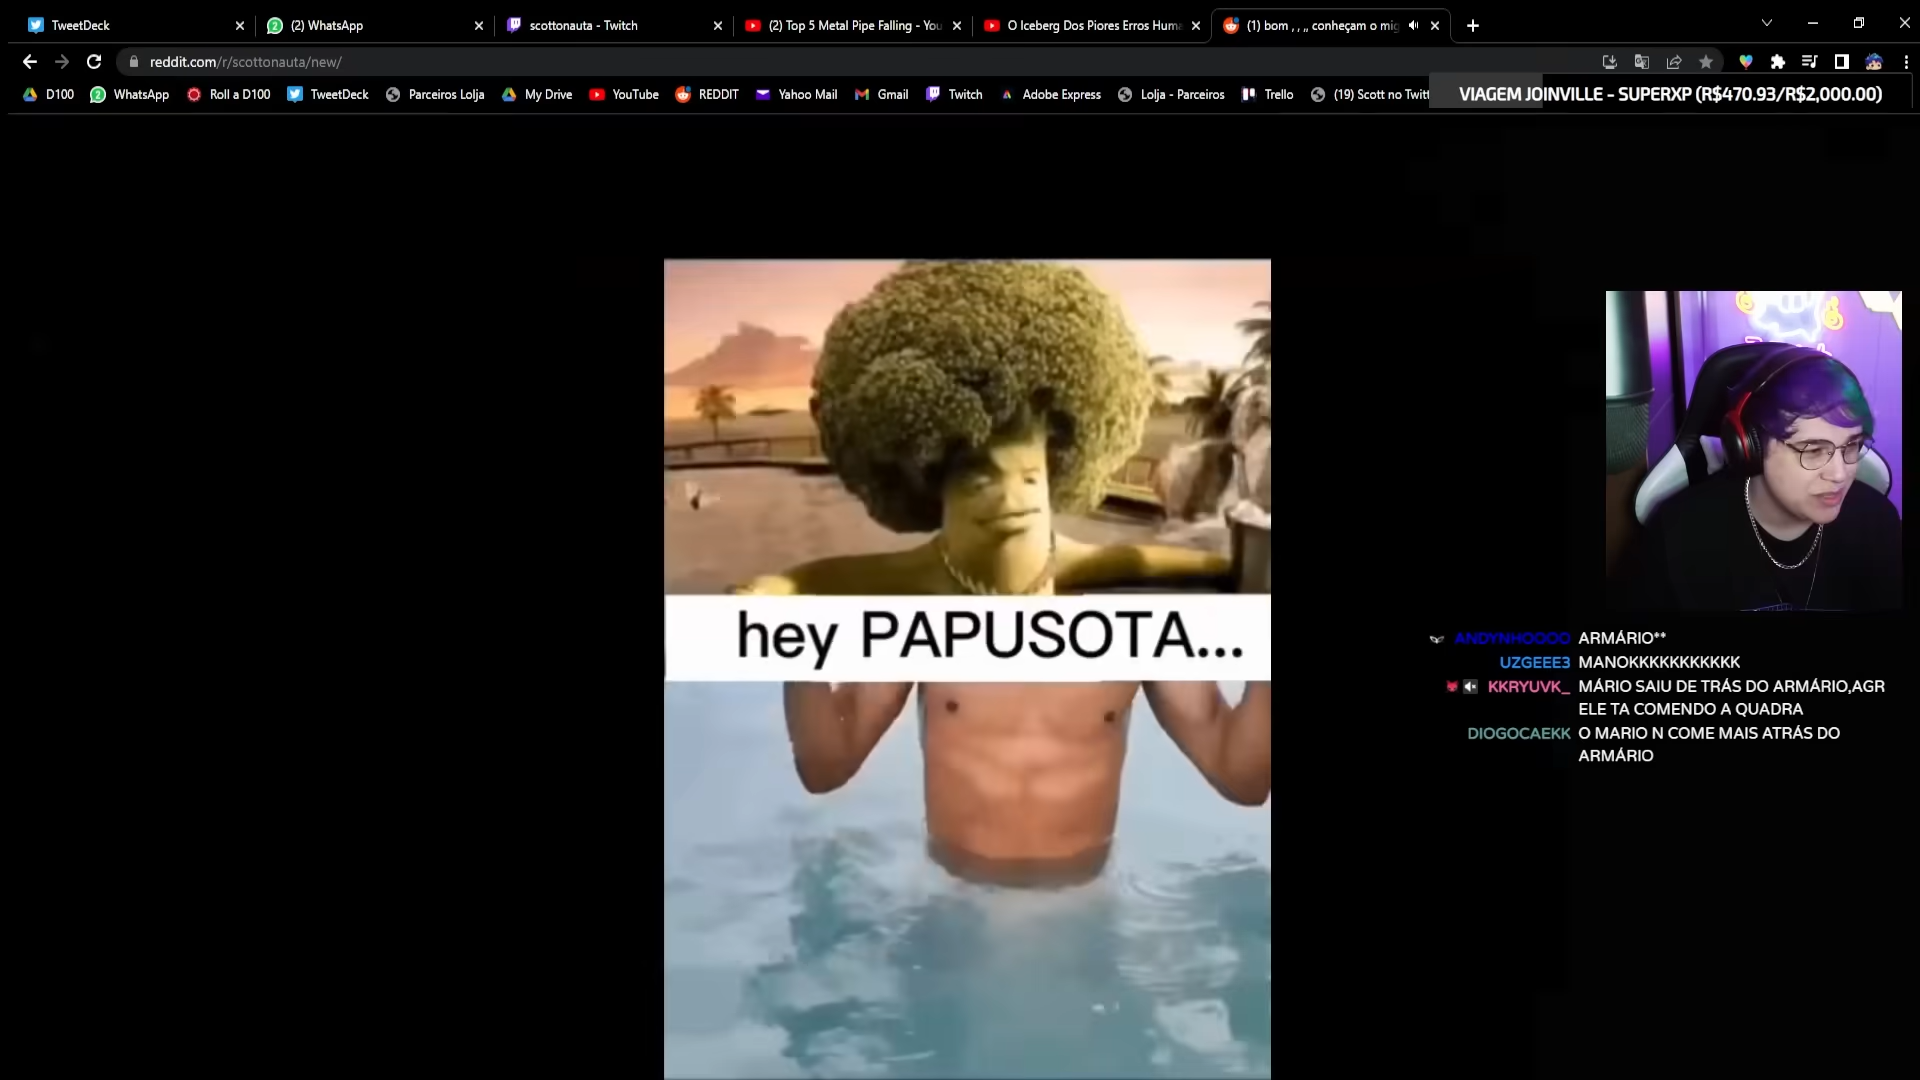 TweetDeck
(2) WhatsApp
scottonauta - Twitch
(2) Top 5 Metal Pipe Falling - You
O Iceberg Dos Piores Erros Huma
(1) bom , , ,, conheçam o mig
reddit.com/r/scottonauta/new/
D100
WhatsApp
Roll a D100
TweetDeck
Parceiros Lolja
My Drive
YouTube
REDDIT
Yahoo Mail
Gmail
Twitch
Adobe Express
Lolja - Parceiros
Trello
(19) Scott no Twitt
VIAGEM JOINVILLE - SUPERXP (R$470.93/R$2,000.00)
hey PAPUSOTA...
ANDYNHOOOO ARMÁRIO**
UZGEEE3 MANOKKKKKKKKKKK
KKRYUVK_ MÁRIO SAIU DE TRÁS DO ARMÁRIO,AGR
ELE TA COMENDO A QUADRA
DIOGOCAEKK O MARIO N COME MAIS ATRÁS DO
ARMÁRIO